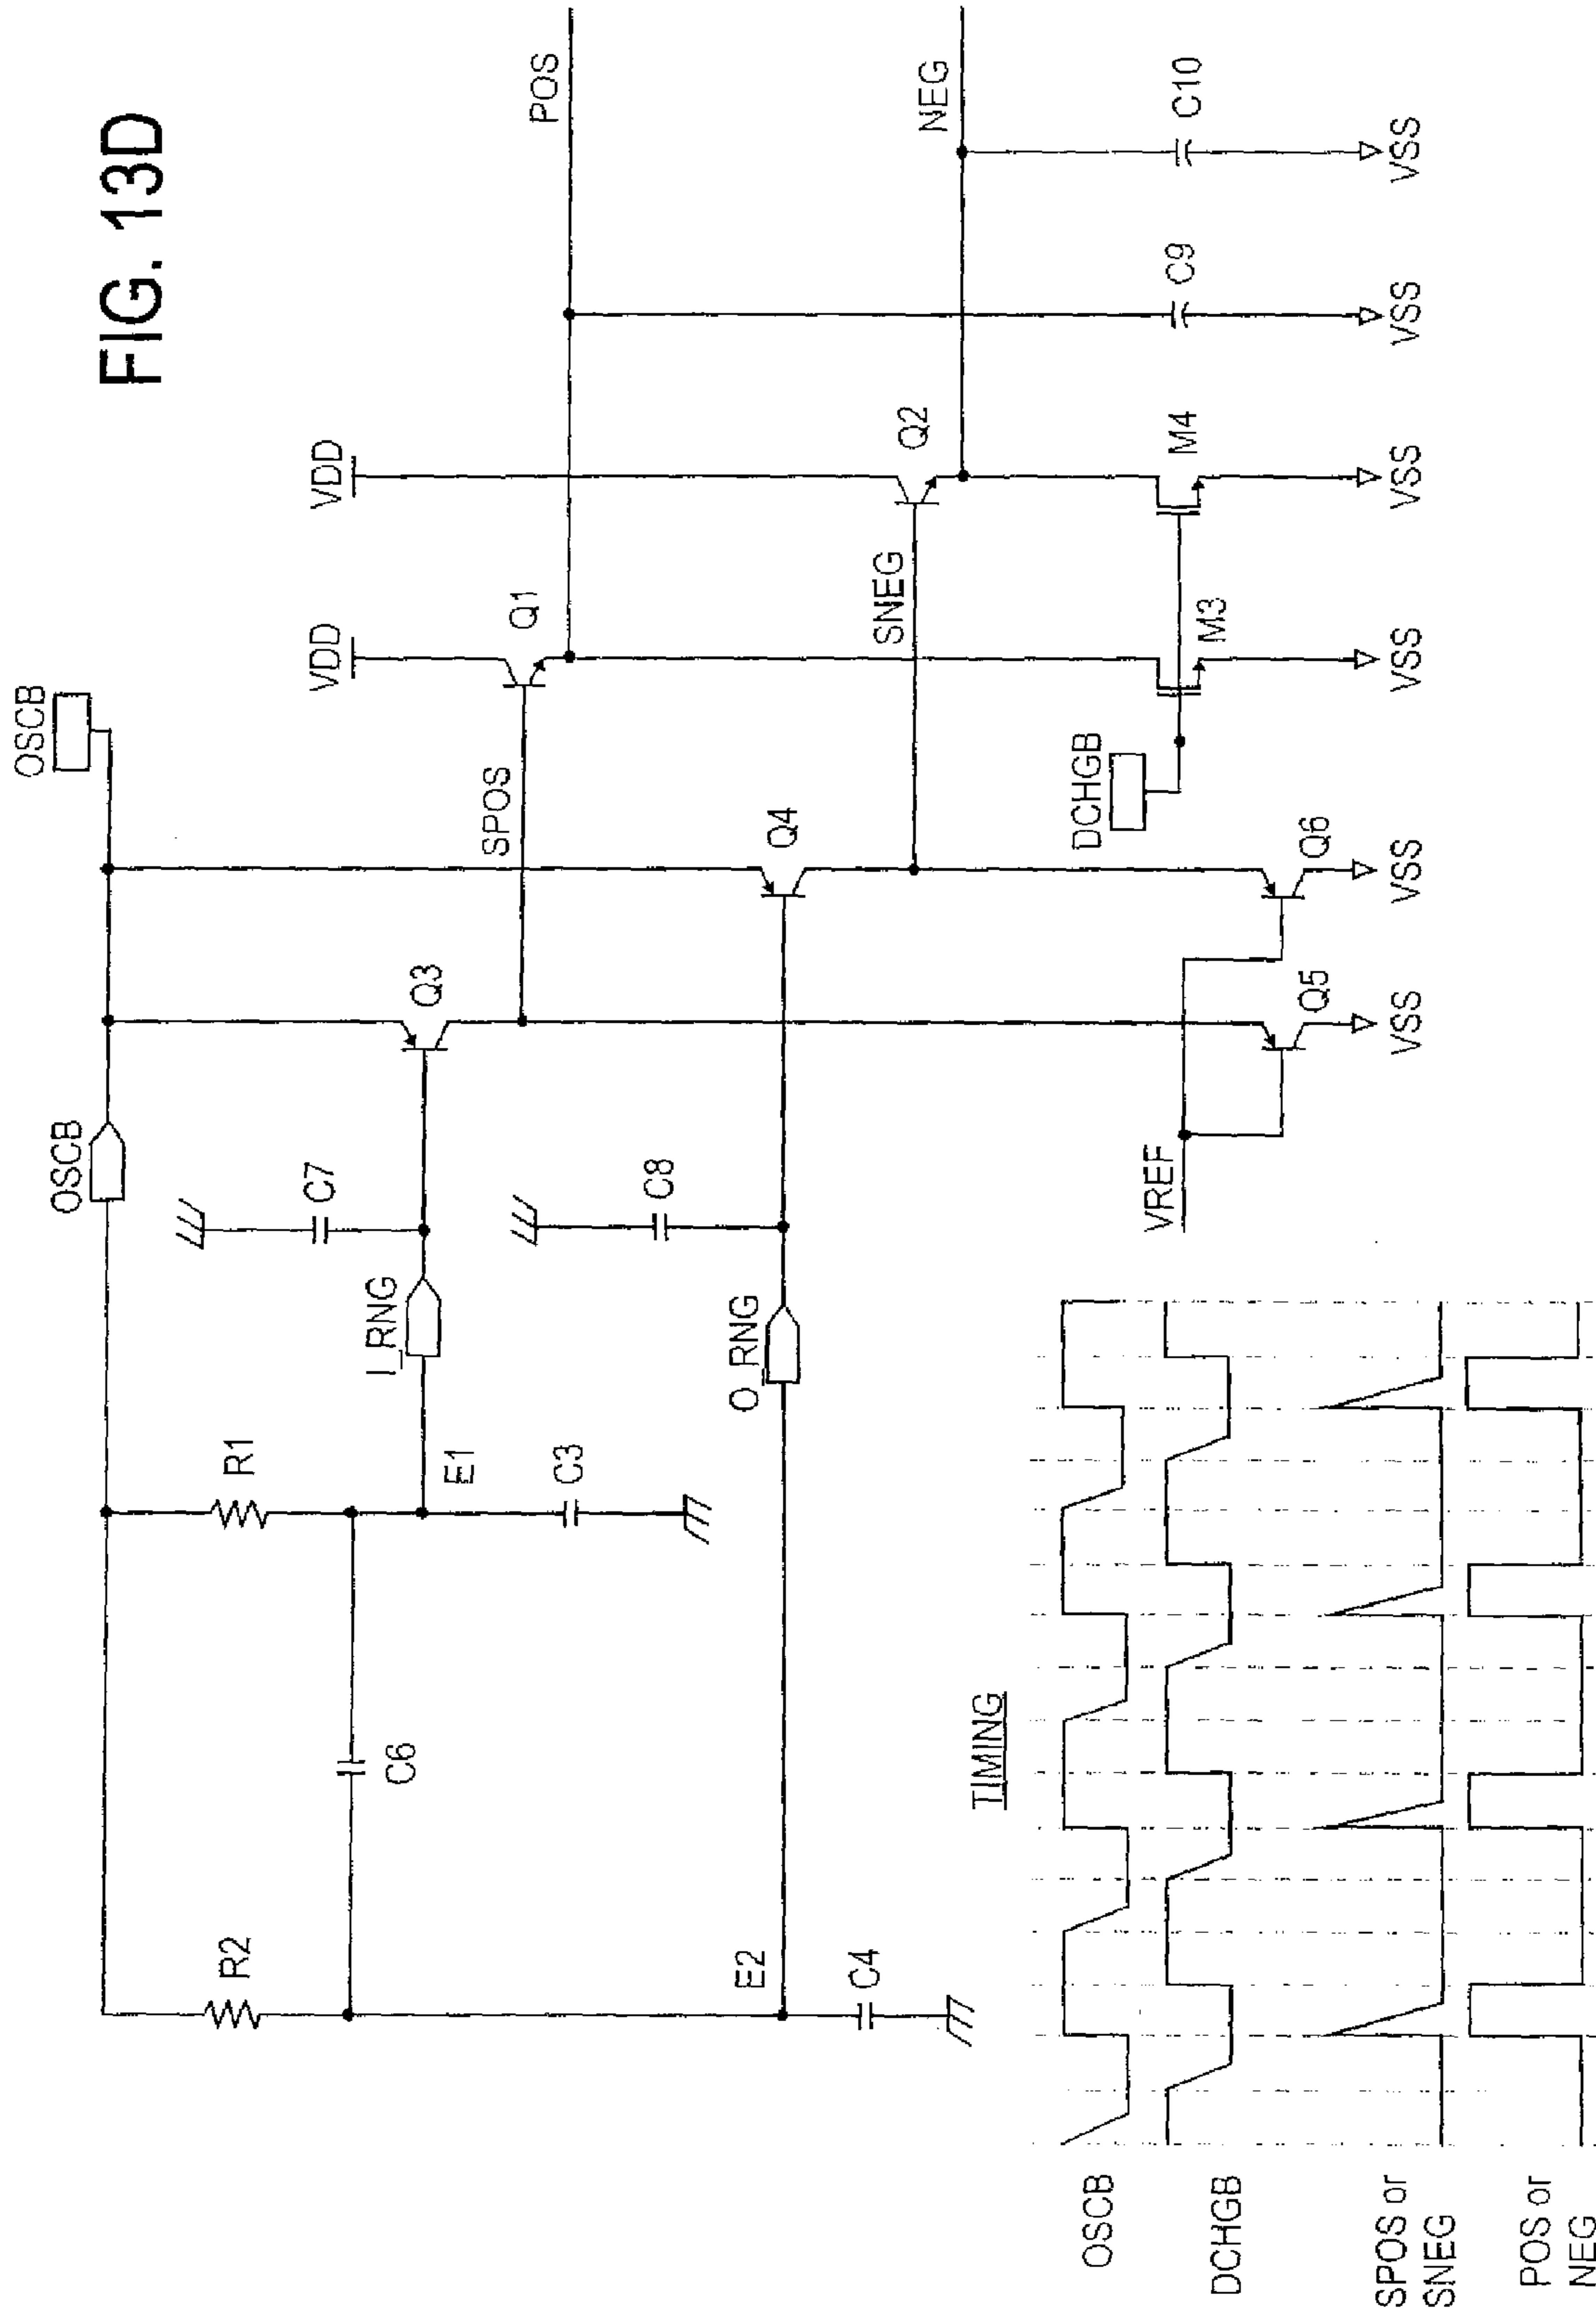 FIG. 13D
OSCB
OSCB
VDD
VDD
POS
R2
R1
C7
Q3
SPOS
Q1
I_RNG
C6
E1
C3
C8
Q4
SNEG
Q2
NEG
O_RNG
E2
C4
VREF
DCHGB
Q5
Q6
M3
M4
C9
C10
VSS
VSS
VSS
VSS
VSS
VSS
TIMING
OSCB
DCHGB
SPOS or
SNEG
POS or
NEG